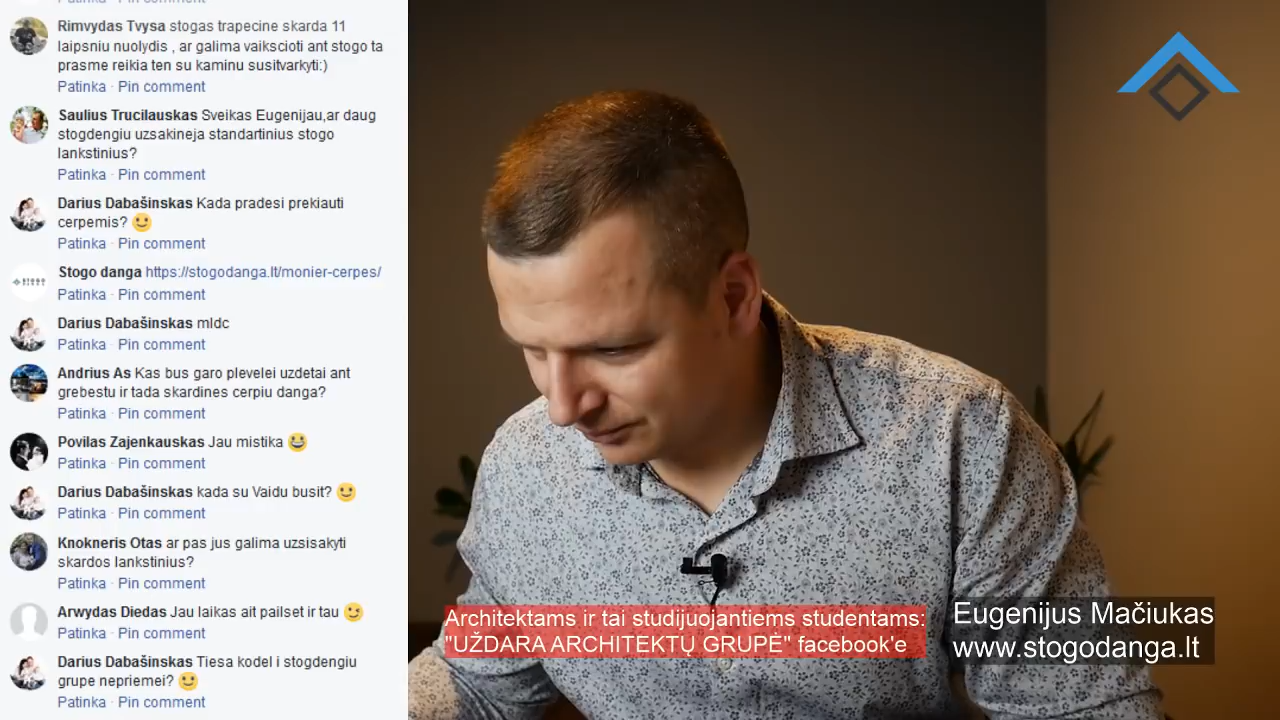 Patinka · Pin comment
Rimvydas Tvysa stogas trapecine skarda 11
laipsniu nuolydis , ar galima vaikscioti ant stogo ta
prasme reikia ten su kaminu susitvarkyti:)
Patinka · Pin comment
Saulius Trucilauskas Sveikas Eugenijau,ar daug
stogdengiu uzsakineja standartinius stogo
lankstinius?
Patinka · Pin comment
Darius Dabašinskas Kada pradesi prekiauti
cerpemis? 🙂
Patinka · Pin comment
Stogo danga https://stogodanga.lt/monier-cerpes/
Patinka · Pin comment
Darius Dabašinskas mldc
Patinka · Pin comment
Andrius As Kas bus garo plevelei uzdetai ant
grebestu ir tada skardines cerpiu danga?
Patinka · Pin comment
Povilas Zajenkauskas Jau mistika 😀
Patinka · Pin comment
Darius Dabašinskas kada su Vaidu busit? 🙂
Patinka · Pin comment
Knokneris Otas ar pas jus galima uzsisakyti
skardos lankstinius?
Patinka · Pin comment
Arwydas Diedas Jau laikas ait pailset ir tau 😉
Patinka · Pin comment
Darius Dabašinskas Tiesa kodel i stogdengiu
grupe nepriemei? 🙂
Patinka · Pin comment
Architektams ir tai studijuojantiems studentams:
"UŽDARA ARCHITEKTŲ GRUPĖ" facebook'e
Eugenijus Mačiukas
www.stogodanga.lt